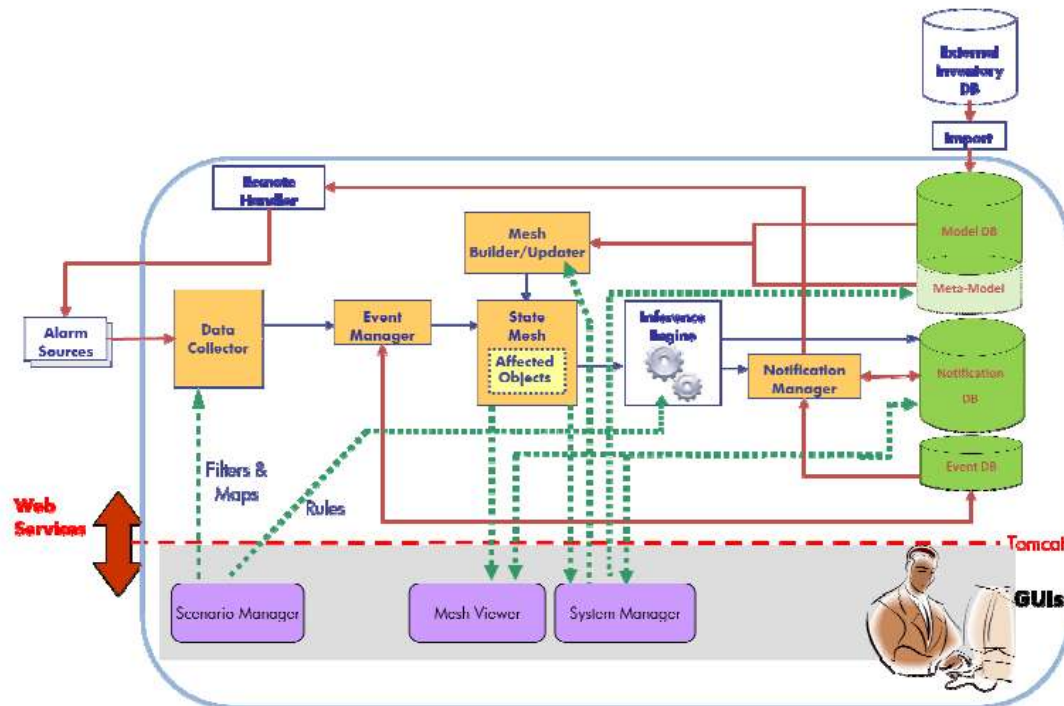 External
Inventory
DB
Import
Remote
Handler
Model DB
Mesh
Builder/Updater
Meta-Model
Alarm
Sources
Data
Collector
Event
Manager
State
Mesh
Affected
Objects
Inference
Engine
Notification
Manager
Notification
DB
Event DB
Filters &
Maps
Rules
Web
Services
Tomcat
Scenario Manager
Mesh Viewer
System Manager
GUIs